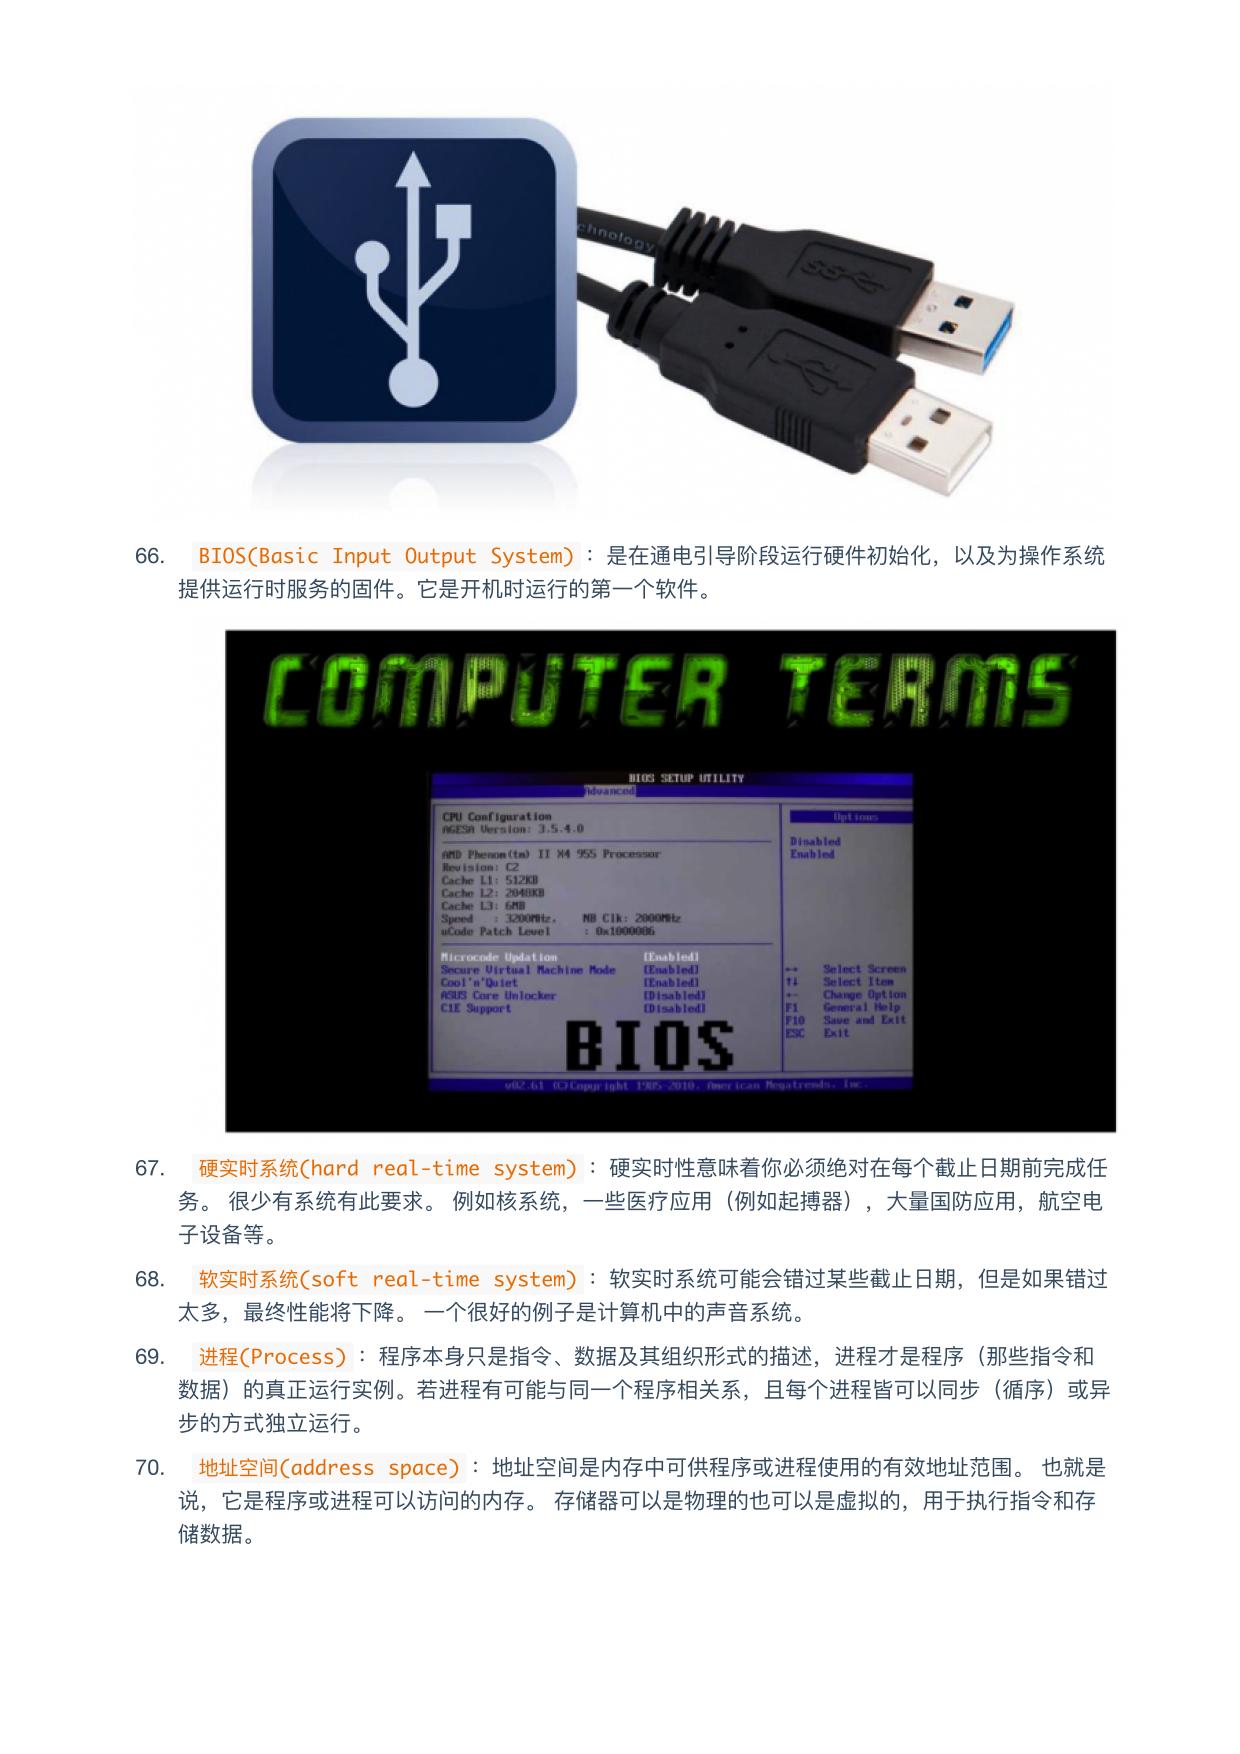 chnology
66. BIOS(Basic Input Output System) ：是在通电引导阶段运行硬件初始化，以及为操作系统
提供运行时服务的固件。它是开机时运行的第一个软件。
COMPUTER TERMS
BIOS SETUP UTILITY
Advanced
CPU Configuration
AGESA Version: 3.5.4.0
AMD Phenom(tm) II X4 955 Processor
Revision: C2
Cache L1: 512KB
Cache L2: 2048KB
Cache L3: 6MB
Speed : 3200MHz, NB Clk: 2000MHz
uCode Patch Level : 0x1000086
Microcode Updation [Enabled]
Secure Virtual Machine Mode [Enabled]
Cool'n'Quiet [Enabled]
ASUS Core Unlocker [Disabled]
C1E Support [Disabled]
Options
Disabled
Enabled
↔ Select Screen
↑↓ Select Item
+- Change Option
F1 General Help
F10 Save and Exit
ESC Exit
BIOS
v02.61 (C)Copyright 1985-2010, American Megatrends, Inc.
67. 硬实时系统(hard real-time system) ：硬实时性意味着你必须绝对在每个截止日期前完成任
务。 很少有系统有此要求。 例如核系统，一些医疗应用（例如起搏器），大量国防应用，航空电
子设备等。
68. 软实时系统(soft real-time system) ：软实时系统可能会错过某些截止日期，但是如果错过
太多，最终性能将下降。 一个很好的例子是计算机中的声音系统。
69. 进程(Process) ：程序本身只是指令、数据及其组织形式的描述，进程才是程序（那些指令和
数据）的真正运行实例。若进程有可能与同一个程序相关系，且每个进程皆可以同步（循序）或异
步的方式独立运行。
70. 地址空间(address space) ：地址空间是内存中可供程序或进程使用的有效地址范围。 也就是
说，它是程序或进程可以访问的内存。 存储器可以是物理的也可以是虚拟的，用于执行指令和存
储数据。